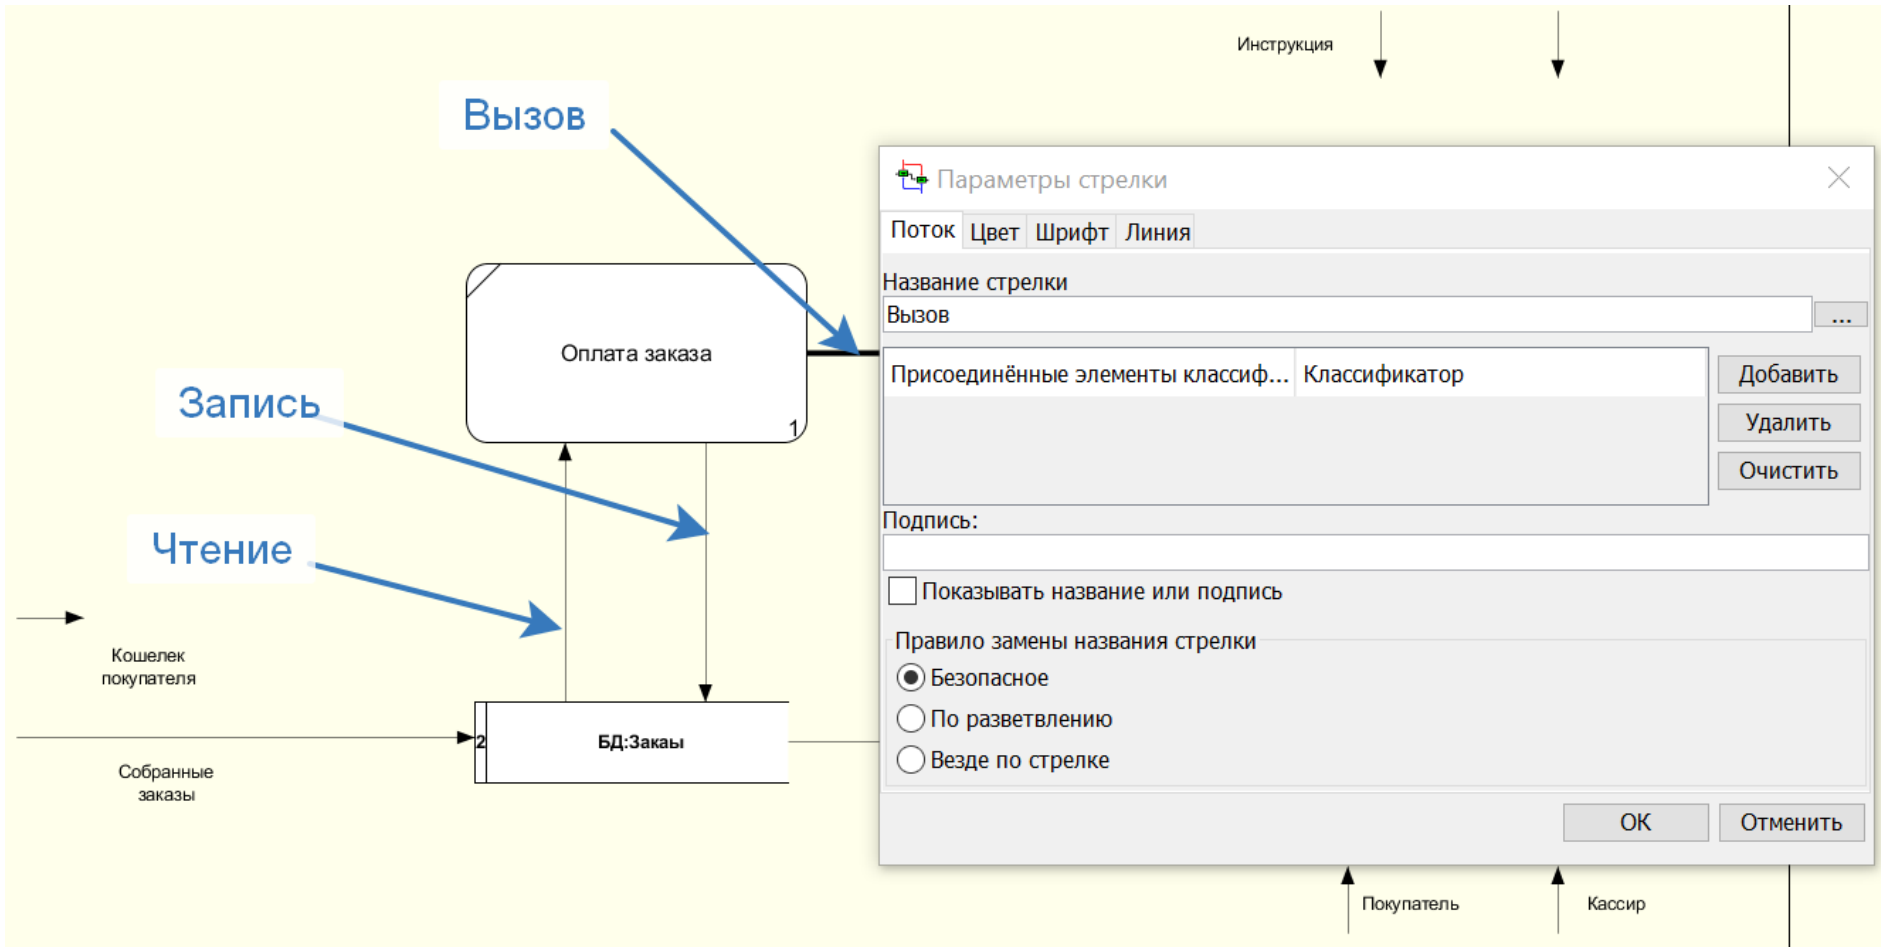 Инструкция
Вызов
Оплата заказа
1
Запись
Чтение
Кошелек
покупателя
2
БД:Закаы
Собранные
заказы
Параметры стрелки
Поток
Цвет
Шрифт
Линия
Название стрелки
Вызов
...
Присоединённые элементы классиф...
Классификатор
Добавить
Удалить
Очистить
Подпись:
Показывать название или подпись
Правило замены названия стрелки
Безопасное
По разветвлению
Везде по стрелке
ОК
Отменить
Покупатель
Кассир